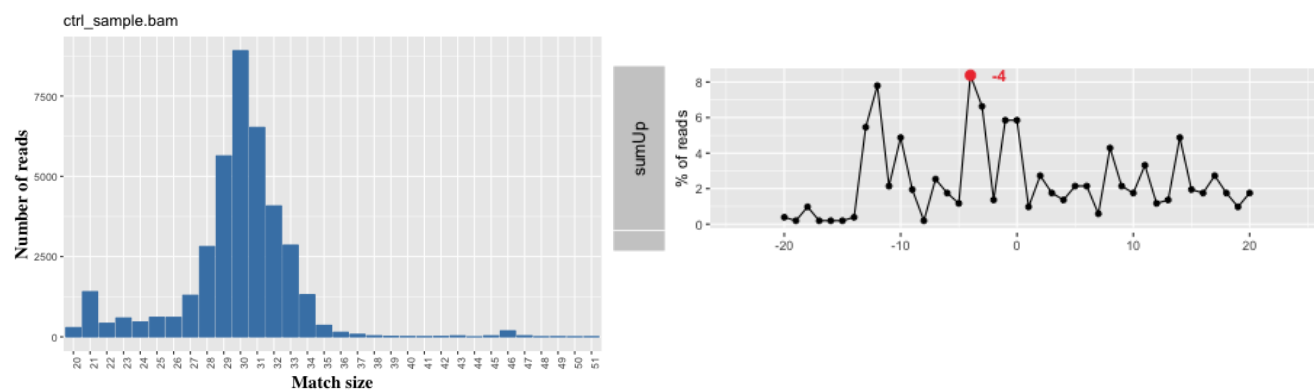 ctrl_sample.bam
Number of reads
7500
5000
2500
0
20 21 22 23 24 25 26 27 28 29 30 31 32 33 34 35 36 37 38 39 40 41 42 43 44 45 46 47 48 49 50 51
Match size
sumUp
% of reads
8
6
4
2
0
-4
-20 -10 0 10 20